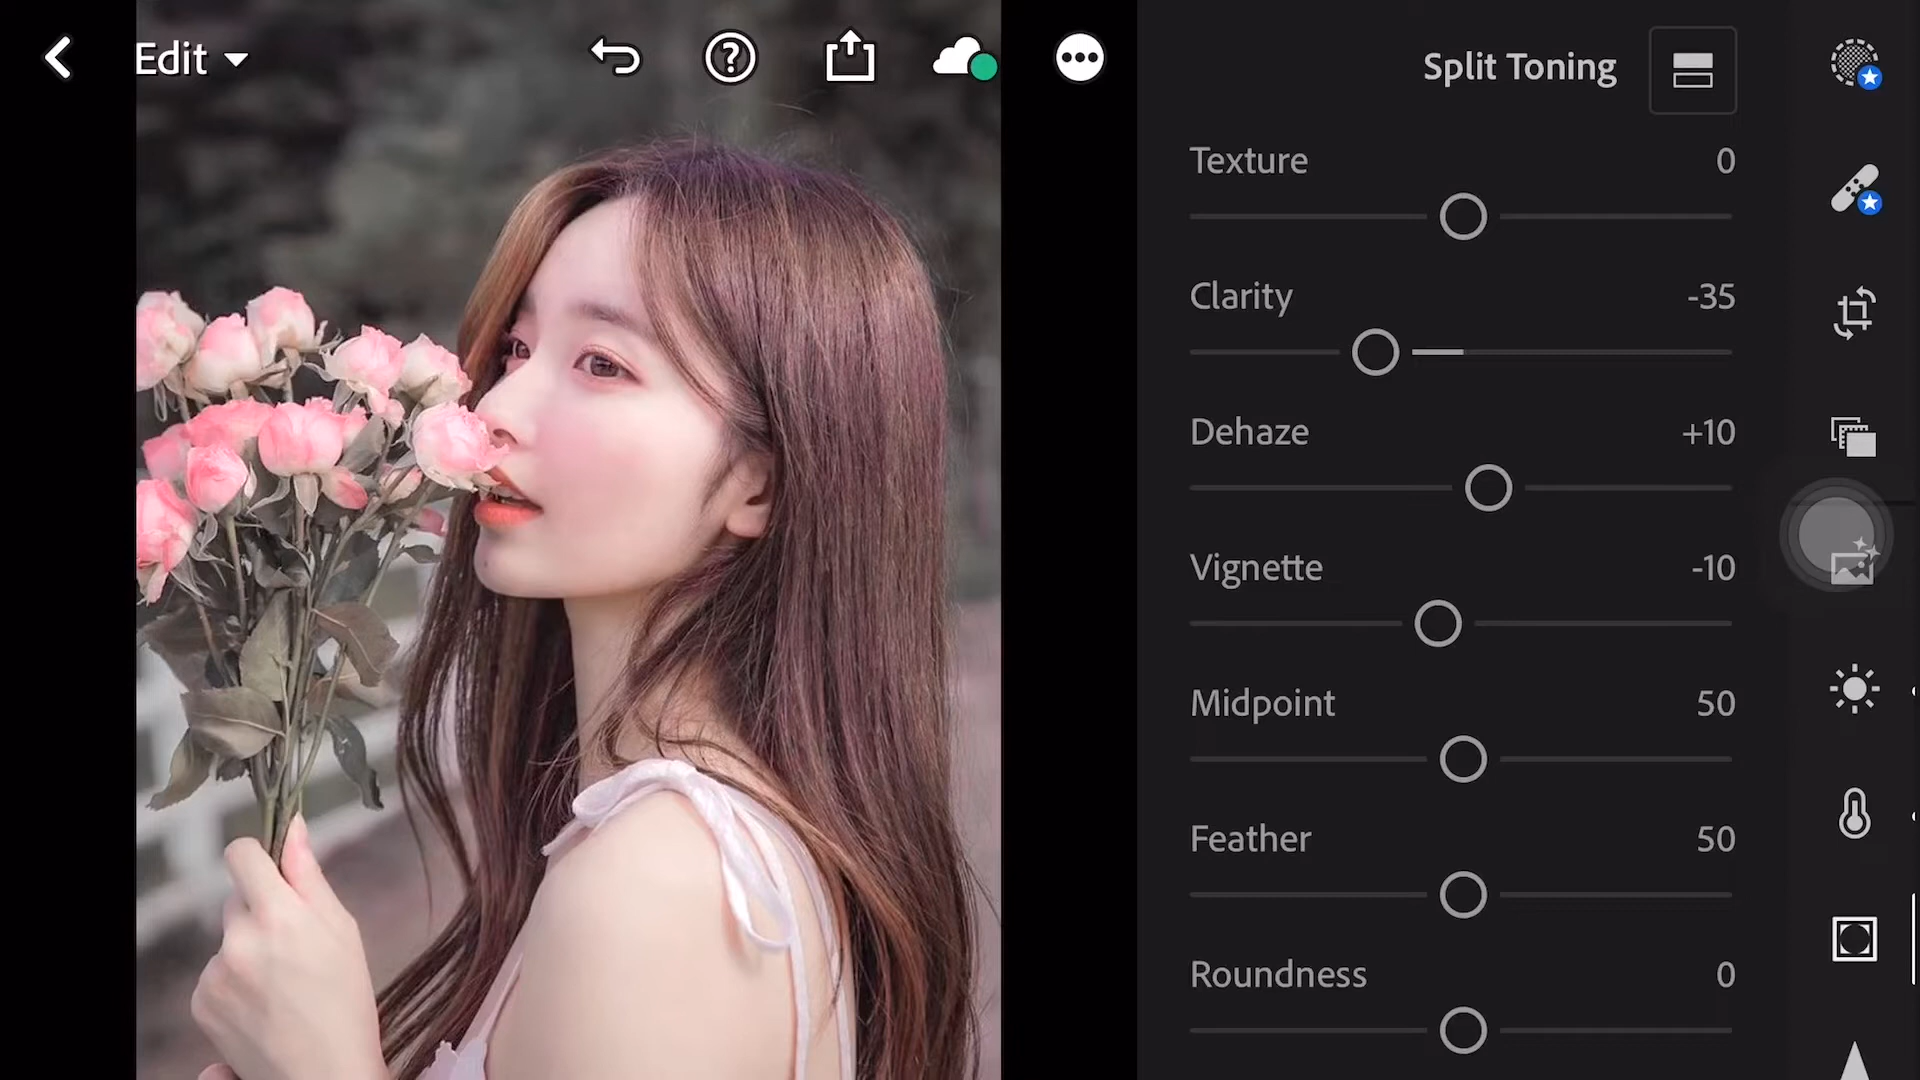 Edit
Split Toning
Texture 0
Clarity -35
Dehaze +10
Vignette -10
Midpoint 50
Feather 50
Roundness 0